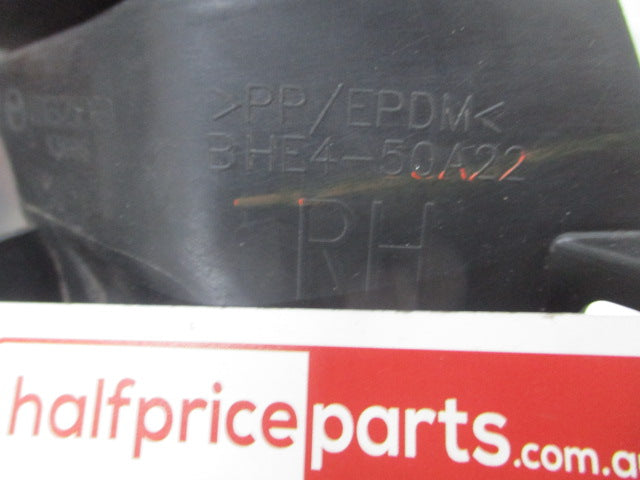 >PP/EPDM<
BHE4-50A22
RH
halfpriceparts.com.au